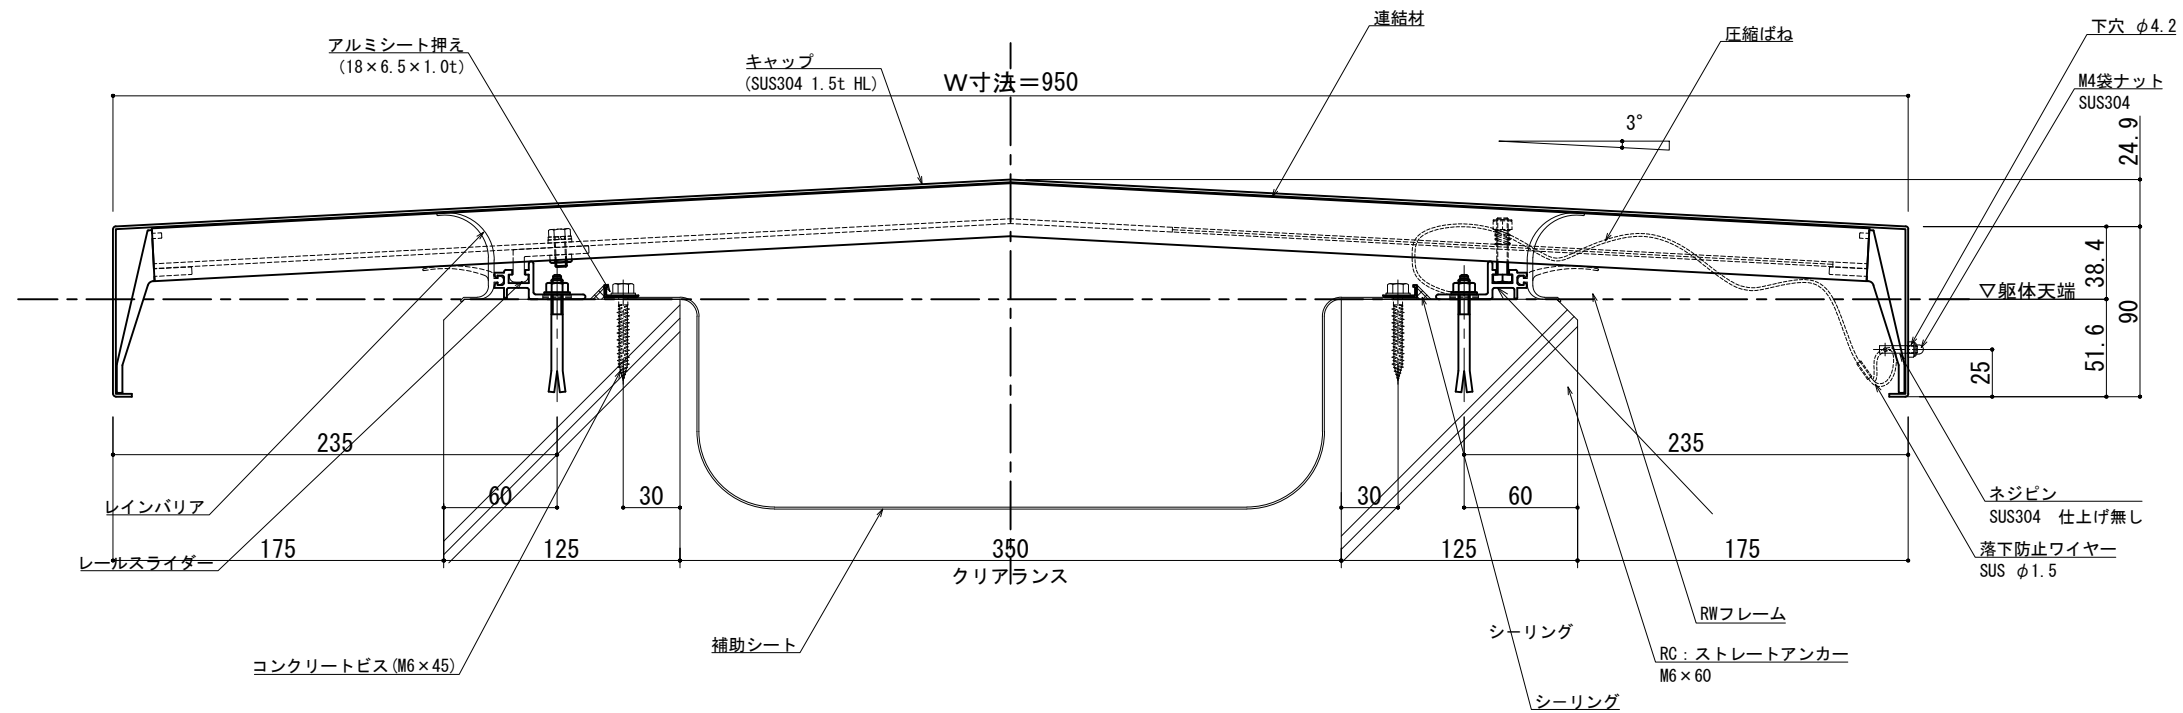 連結材
下穴 φ4.2
圧縮ばね
アルミシート押え
(18×6.5×1.0t)
キャップ
(SUS304 1.5t HL)
W寸法=950
M4袋ナット
SUS304
3°
24.9
38.4
▽躯体天端
90
51.6
25
235
235
60
30
30
60
レインバリア
ネジピン
SUS304 仕上げ無し
175
125
350
125
175
レールスライダー
クリアランス
落下防止ワイヤー
SUS φ1.5
RWフレーム
シーリング
補助シート
コンクリートビス(M6×45)
RC:ストレートアンカー
M6×60
シーリング